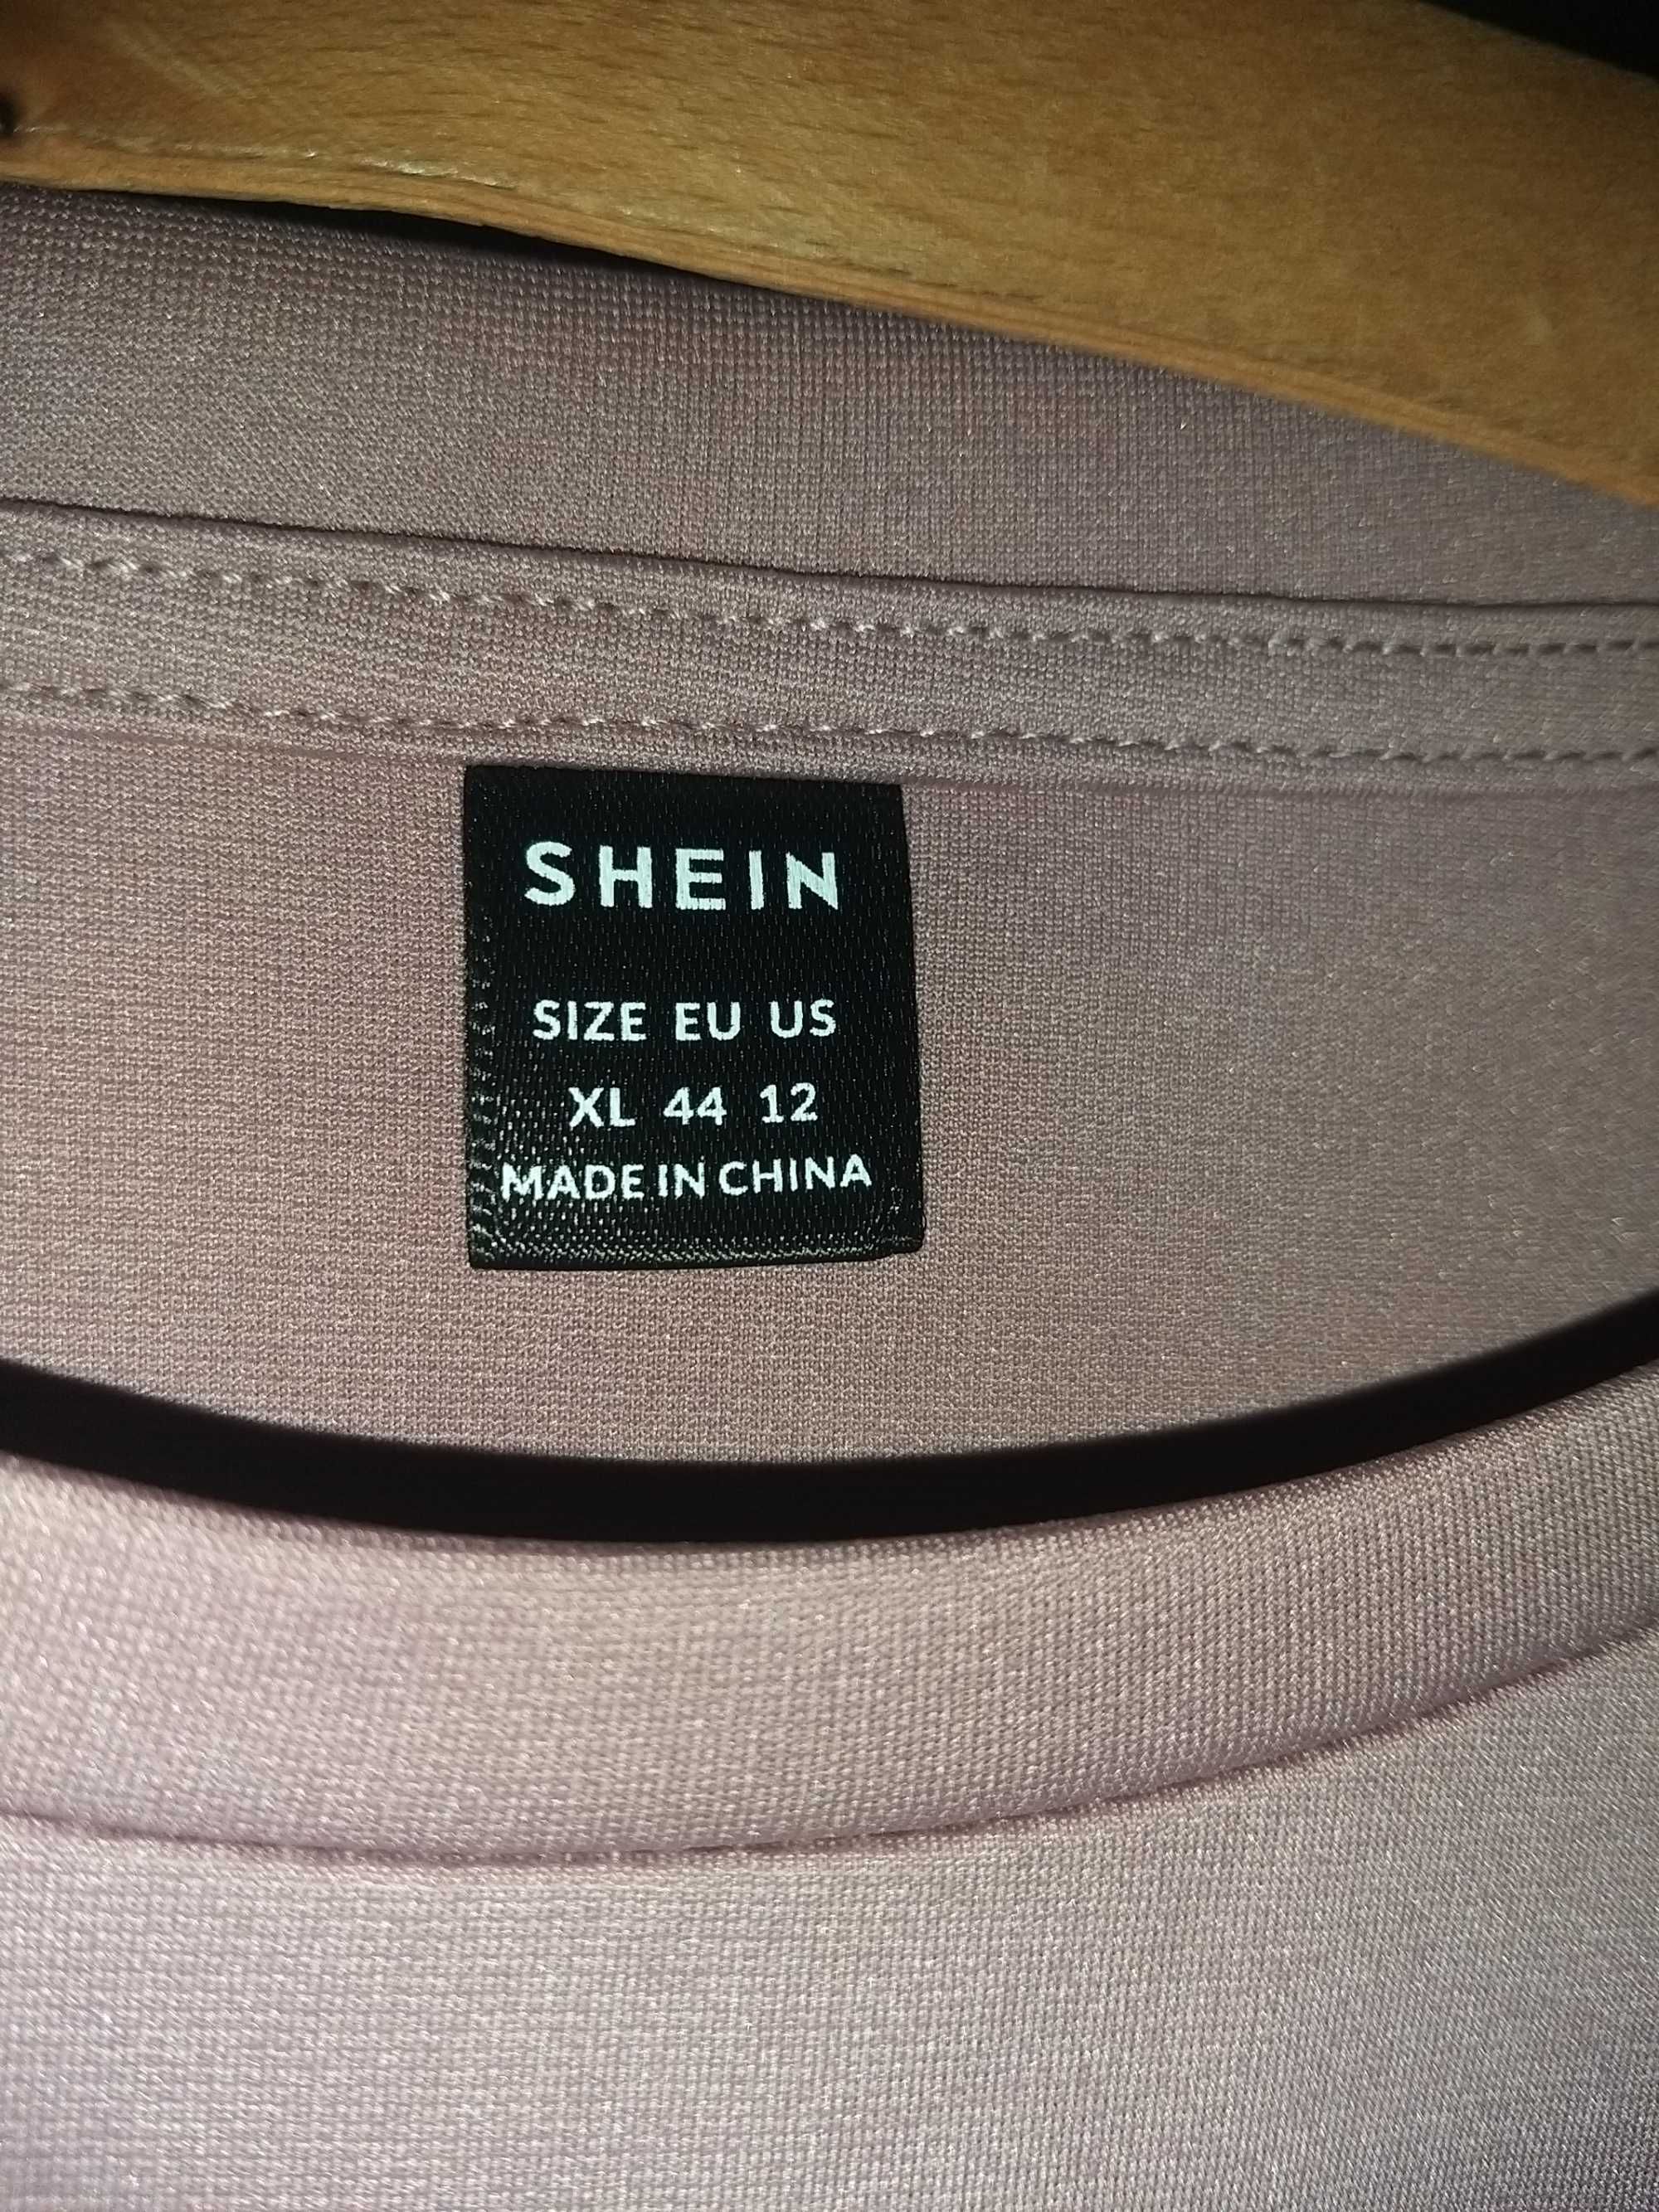 SHEIN
SIZE EU US
XL 44 12
MADE IN CHINA